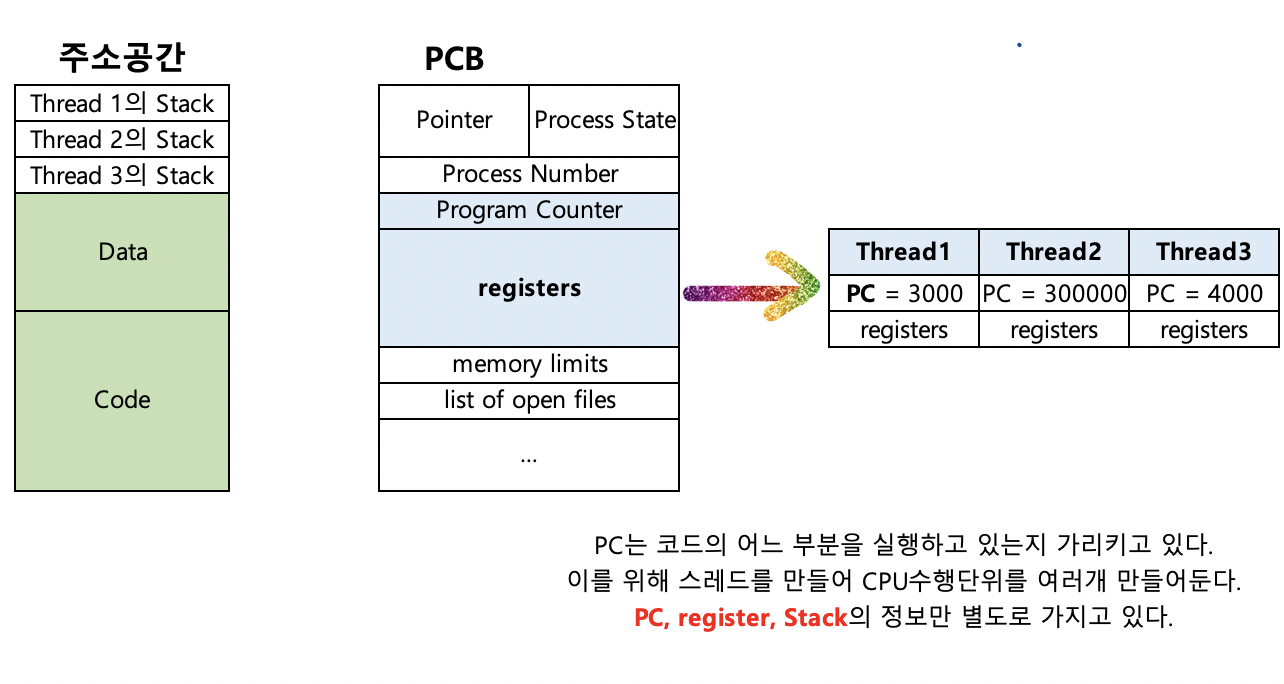 주소공간
Thread 1의 Stack
Thread 2의 Stack
Thread 3의 Stack
Data
Code
PCB
Pointer
Process State
Process Number
Program Counter
registers
memory limits
list of open files
...
Thread1 Thread2 Thread3
PC = 3000 PC = 300000 PC = 4000
registers registers registers
PC는 코드의 어느 부분을 실행하고 있는지 가리키고 있다.
이를 위해 스레드를 만들어 CPU수행단위를 여러개 만들어둔다.
PC, register, Stack의 정보만 별도로 가지고 있다.